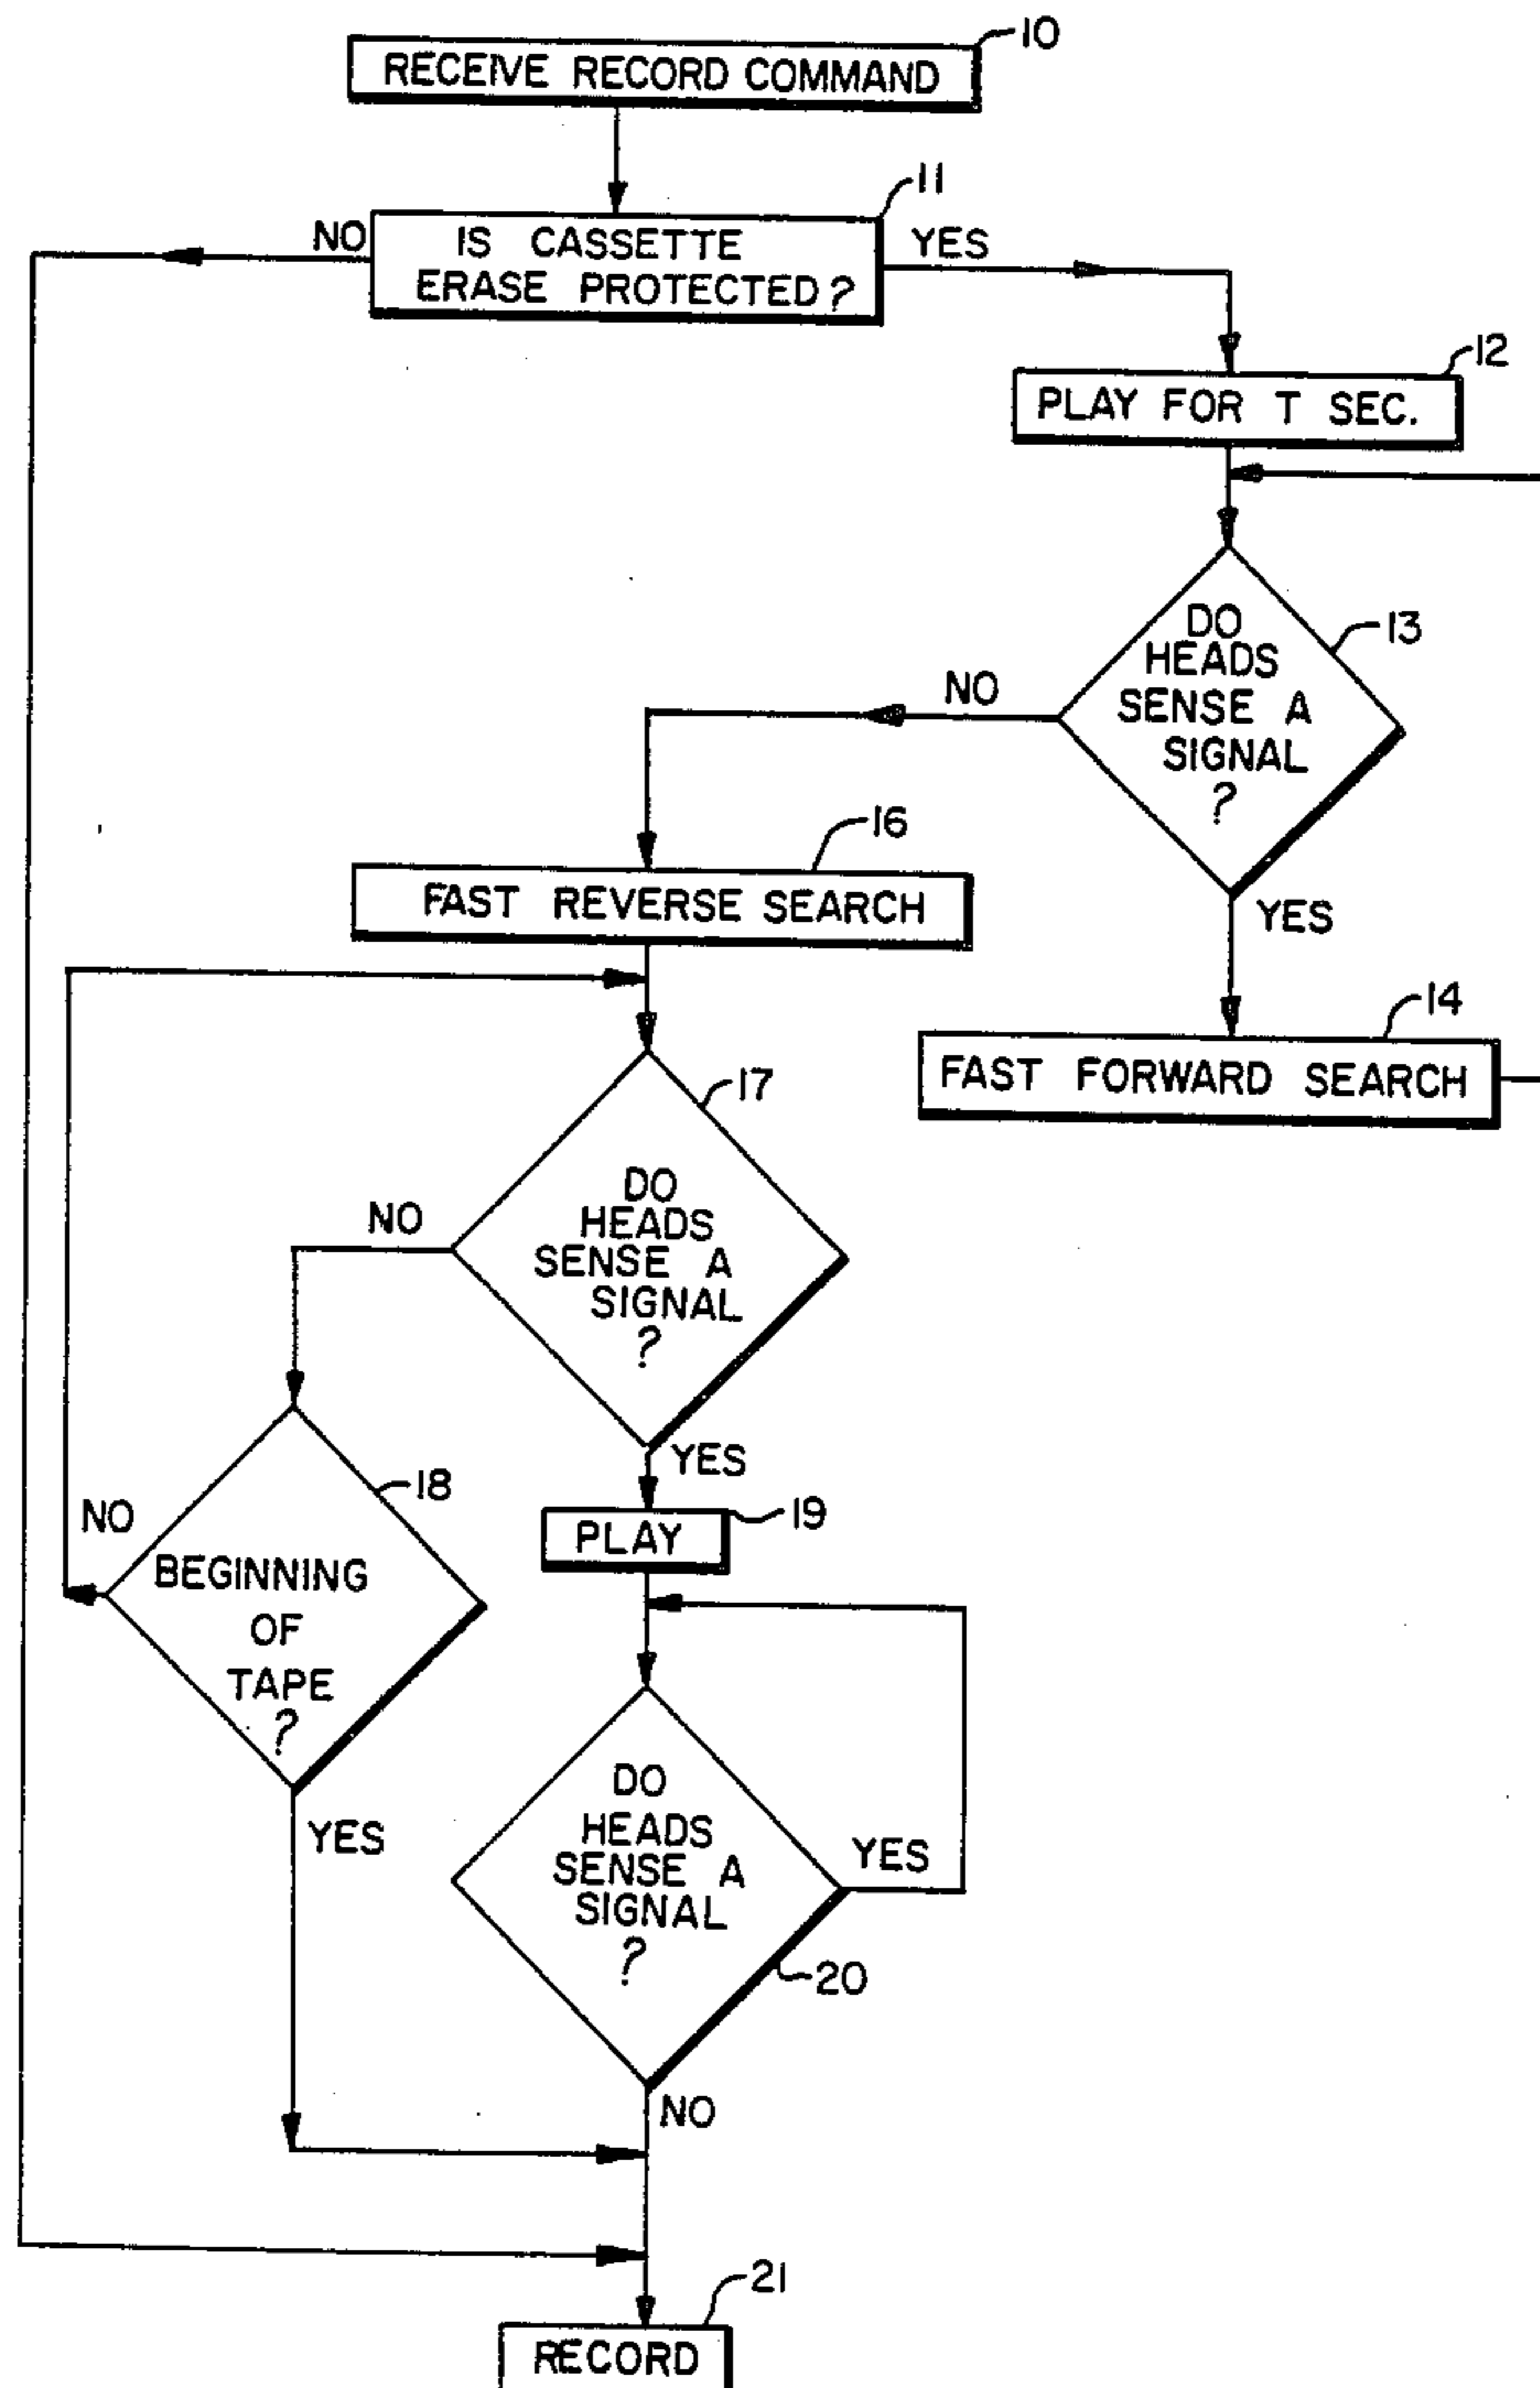 10
RECEIVE RECORD COMMAND
11
NO
IS CASSETTE
ERASE PROTECTED?
YES
12
PLAY FOR T SEC.
13
DO
HEADS
SENSE A
SIGNAL
?
NO
YES
16
FAST REVERSE SEARCH
14
FAST FORWARD SEARCH
17
DO
HEADS
SENSE A
SIGNAL
?
NO
YES
18
NO
BEGINNING
OF
TAPE
?
YES
19
PLAY
DO
HEADS
SENSE A
SIGNAL
?
YES
20
NO
21
RECORD